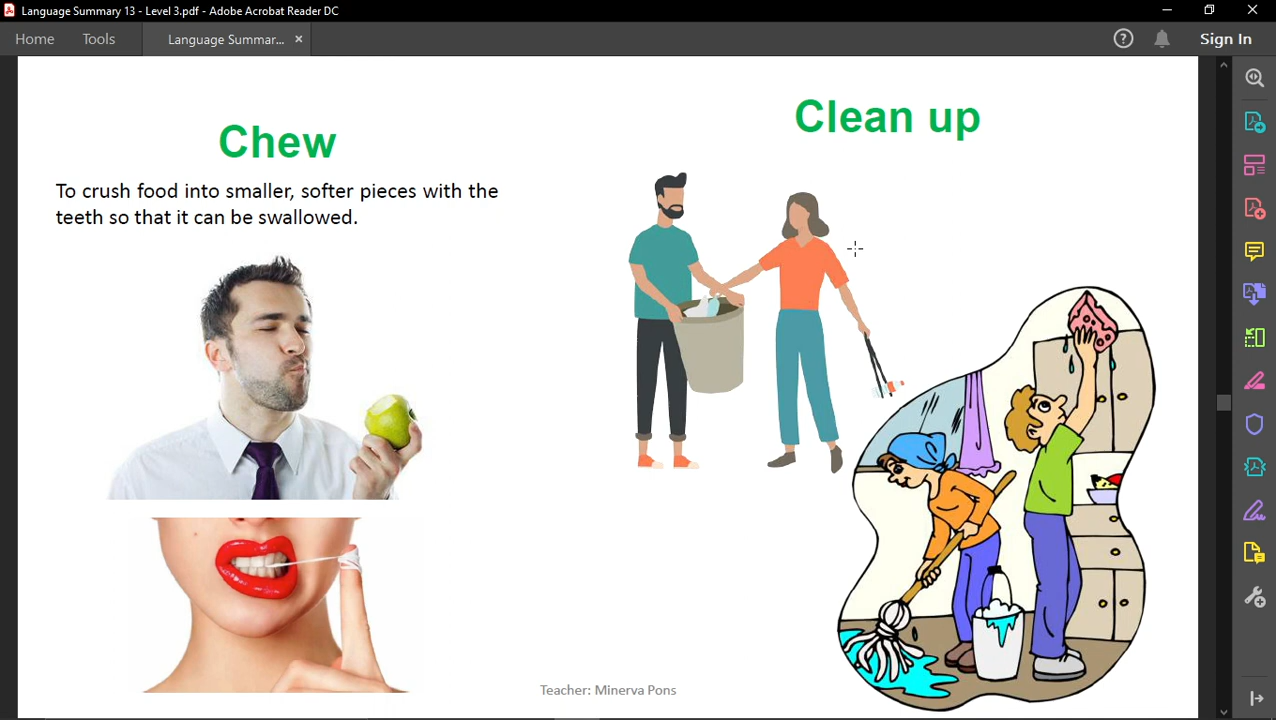 Language Summary 13 - Level 3.pdf - Adobe Acrobat Reader DC
Home
Tools
Language Summar...
Sign In
Chew
To crush food into smaller, softer pieces with the
teeth so that it can be swallowed.
Clean up
Teacher: Minerva Pons